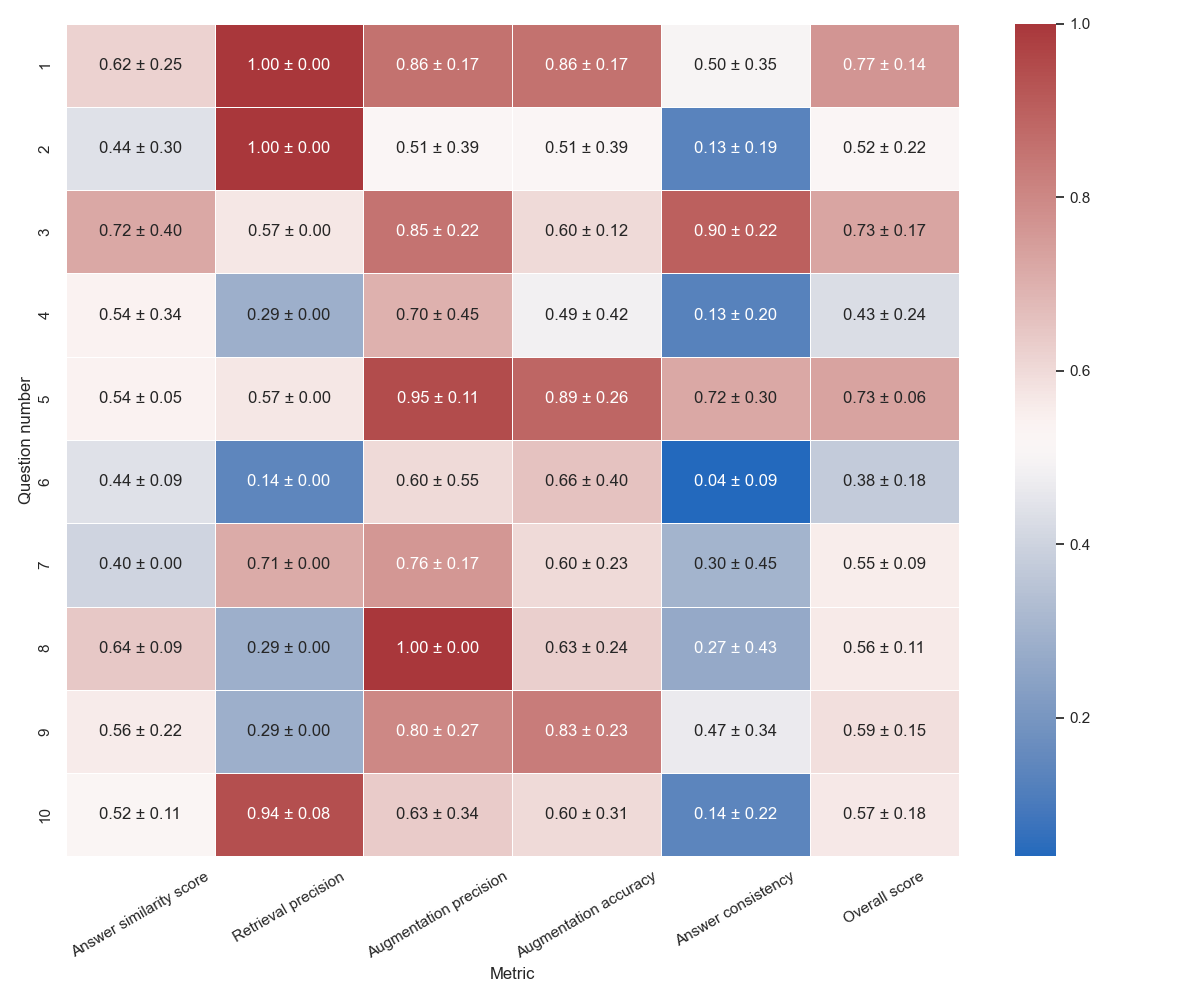 1.0
1 0.62 ± 0.25 1.00 ± 0.00 0.86 ± 0.17 0.86 ± 0.17 0.50 ± 0.35 0.77 ± 0.14
2 0.44 ± 0.30 1.00 ± 0.00 0.51 ± 0.39 0.51 ± 0.39 0.13 ± 0.19 0.52 ± 0.22
0.8
3 0.72 ± 0.40 0.57 ± 0.00 0.85 ± 0.22 0.60 ± 0.12 0.90 ± 0.22 0.73 ± 0.17
4 0.54 ± 0.34 0.29 ± 0.00 0.70 ± 0.45 0.49 ± 0.42 0.13 ± 0.20 0.43 ± 0.24
0.6
5 0.54 ± 0.05 0.57 ± 0.00 0.95 ± 0.11 0.89 ± 0.26 0.72 ± 0.30 0.73 ± 0.06
Question number
6 0.44 ± 0.09 0.14 ± 0.00 0.60 ± 0.55 0.66 ± 0.40 0.04 ± 0.09 0.38 ± 0.18
0.4
7 0.40 ± 0.00 0.71 ± 0.00 0.76 ± 0.17 0.60 ± 0.23 0.30 ± 0.45 0.55 ± 0.09
8 0.64 ± 0.09 0.29 ± 0.00 1.00 ± 0.00 0.63 ± 0.24 0.27 ± 0.43 0.56 ± 0.11
0.2
9 0.56 ± 0.22 0.29 ± 0.00 0.80 ± 0.27 0.83 ± 0.23 0.47 ± 0.34 0.59 ± 0.15
10 0.52 ± 0.11 0.94 ± 0.08 0.63 ± 0.34 0.60 ± 0.31 0.14 ± 0.22 0.57 ± 0.18
Answer similarity score
Retrieval precision
Augmentation precision
Augmentation accuracy
Answer consistency
Overall score
Metric